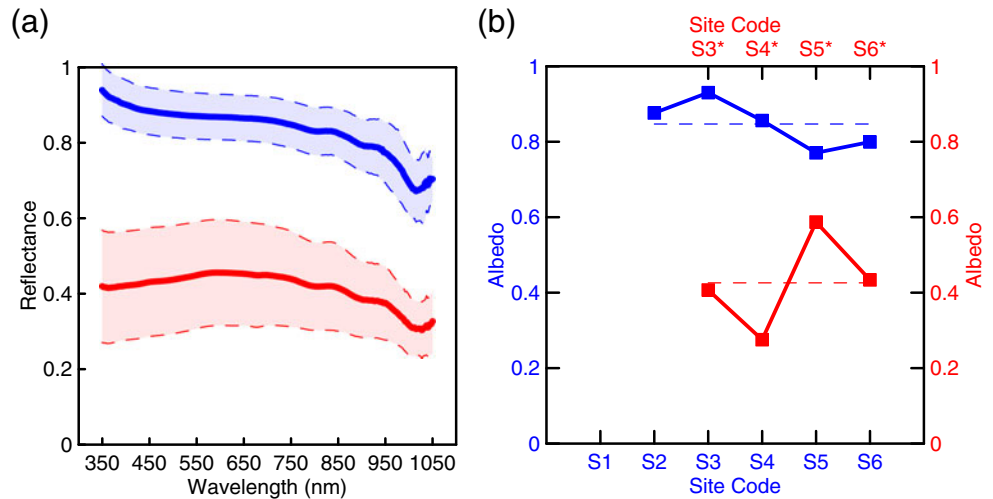 (a)
1
0.8
0.6
0.4
0.2
0
Reflectance
350 450 550 650 750 850 950 1050
Wavelength (nm)
(b)
Site Code
S3* S4* S5* S6*
1
0.8
0.6
0.4
0.2
0
Albedo
1
0.8
0.6
0.4
0.2
0
Albedo
S1 S2 S3 S4 S5 S6
Site Code